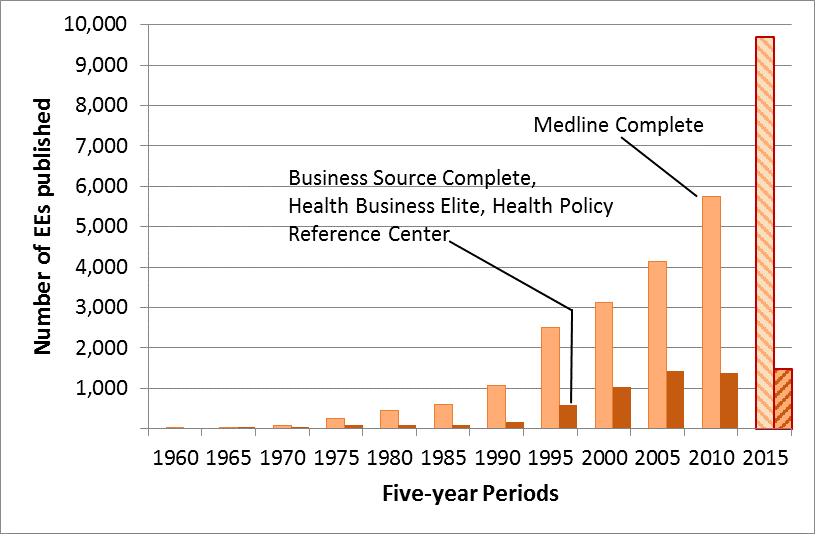 10,000
9,000
8,000
7,000
6,000
5,000
4,000
3,000
2,000
1,000
Number of EEs published
Medline Complete
Business Source Complete,
Health Business Elite, Health Policy
Reference Center
1960 1965 1970 1975 1980 1985 1990 1995 2000 2005 2010 2015
Five-year Periods